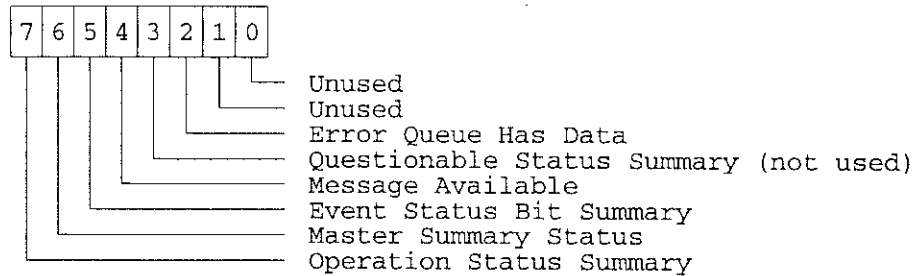 7 6 5 4 3 2 1 0
Unused
Unused
Error Queue Has Data
Questionable Status Summary (not used)
Message Available
Event Status Bit Summary
Master Summary Status
Operation Status Summary